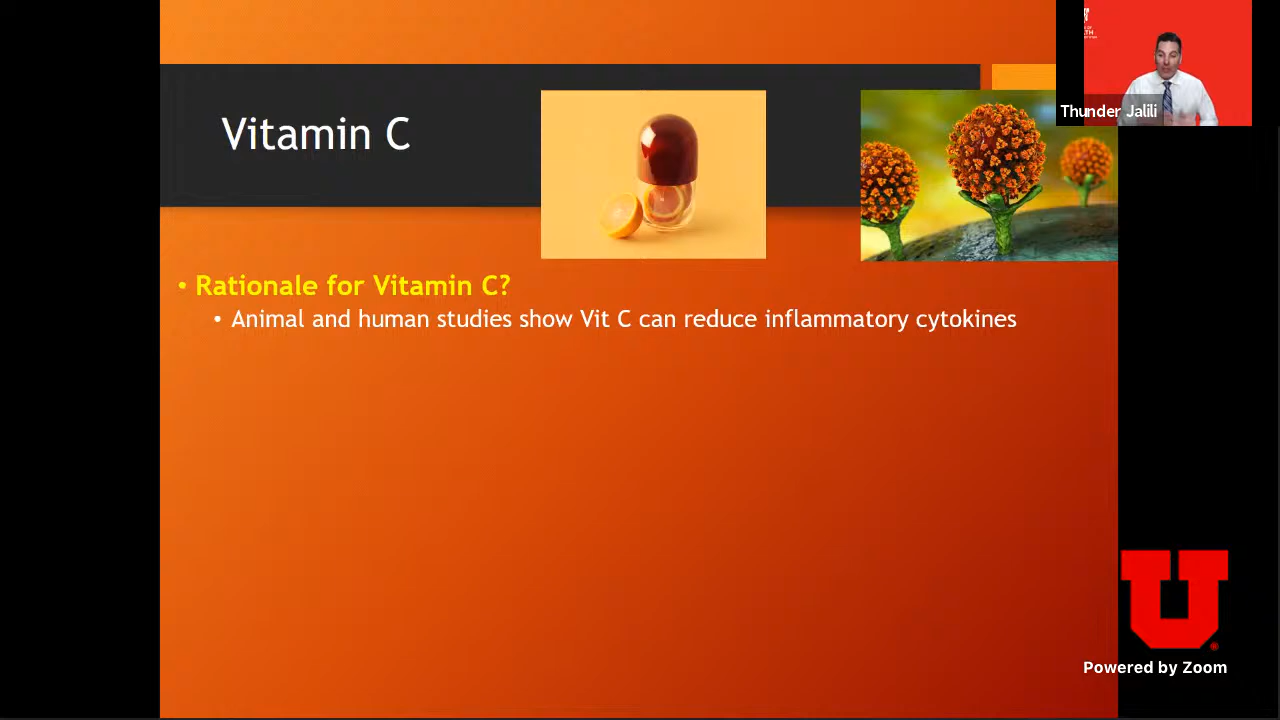 Vitamin C
Thunder Jalili
• Rationale for Vitamin C?
• Animal and human studies show Vit C can reduce inflammatory cytokines
U
Powered by Zoom